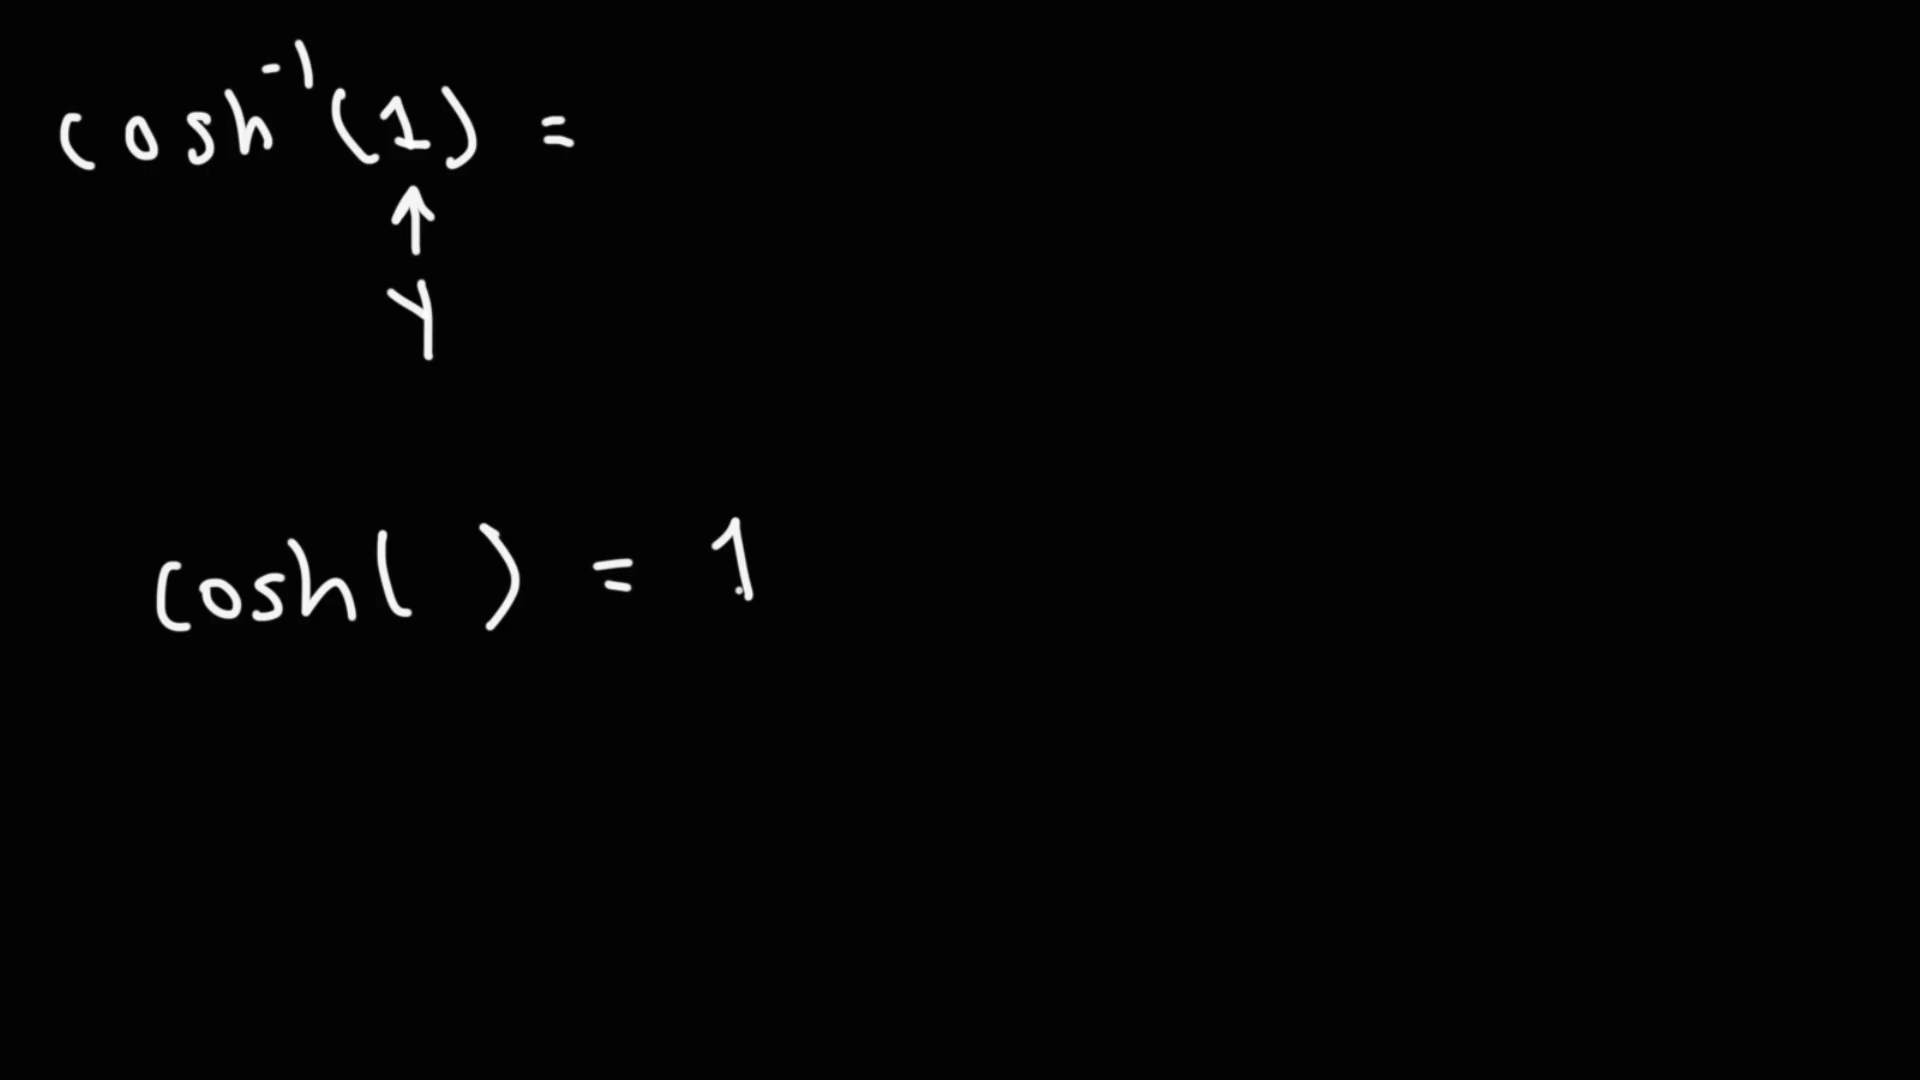 cosh⁻¹(1) =
↑
Y
cosh( ) = 1